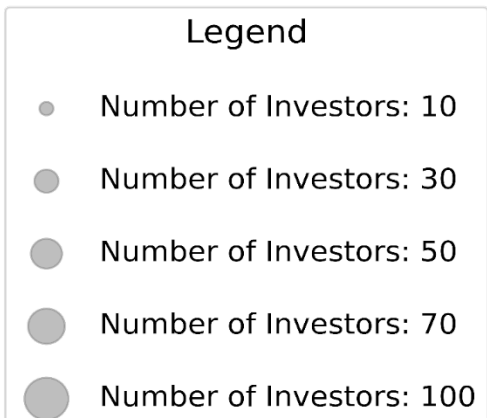 Legend
Number of Investors: 10
Number of Investors: 30
Number of Investors: 50
Number of Investors: 70
Number of Investors: 100